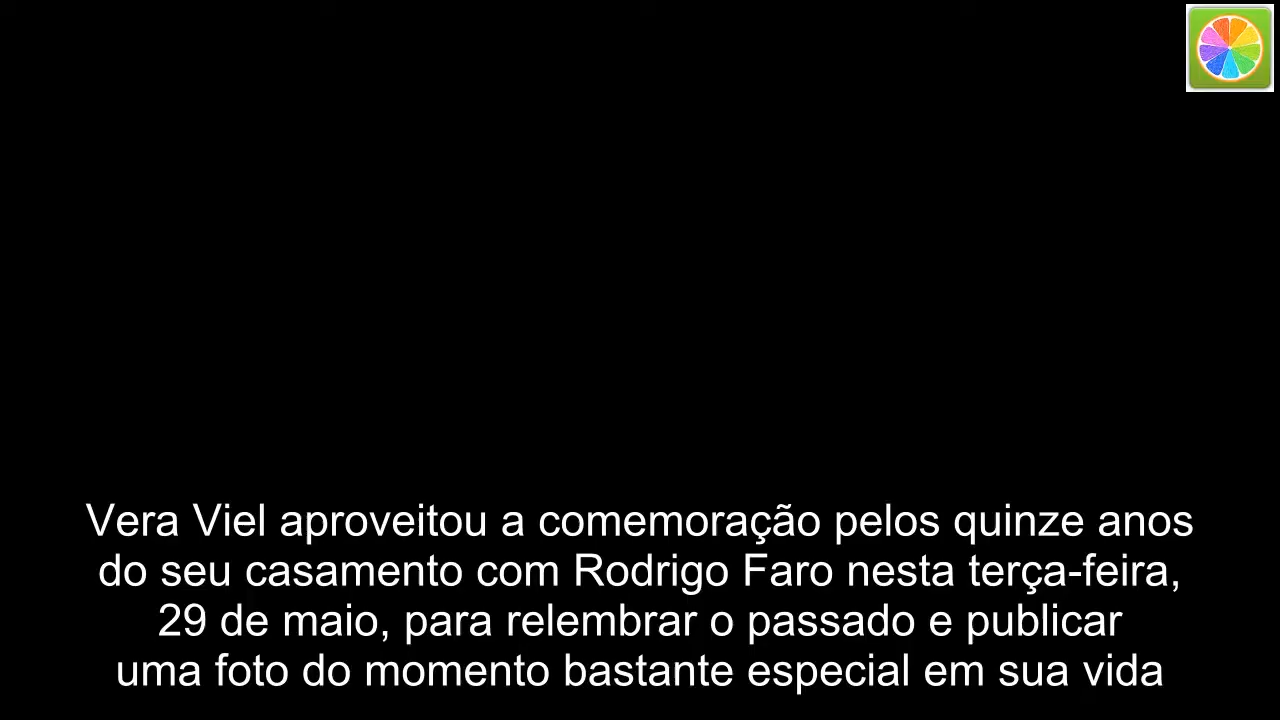 Vera Viel aproveitou a comemoração pelos quinze anos
do seu casamento com Rodrigo Faro nesta terça-feira,
29 de maio, para relembrar o passado e publicar
uma foto do momento bastante especial em sua vida